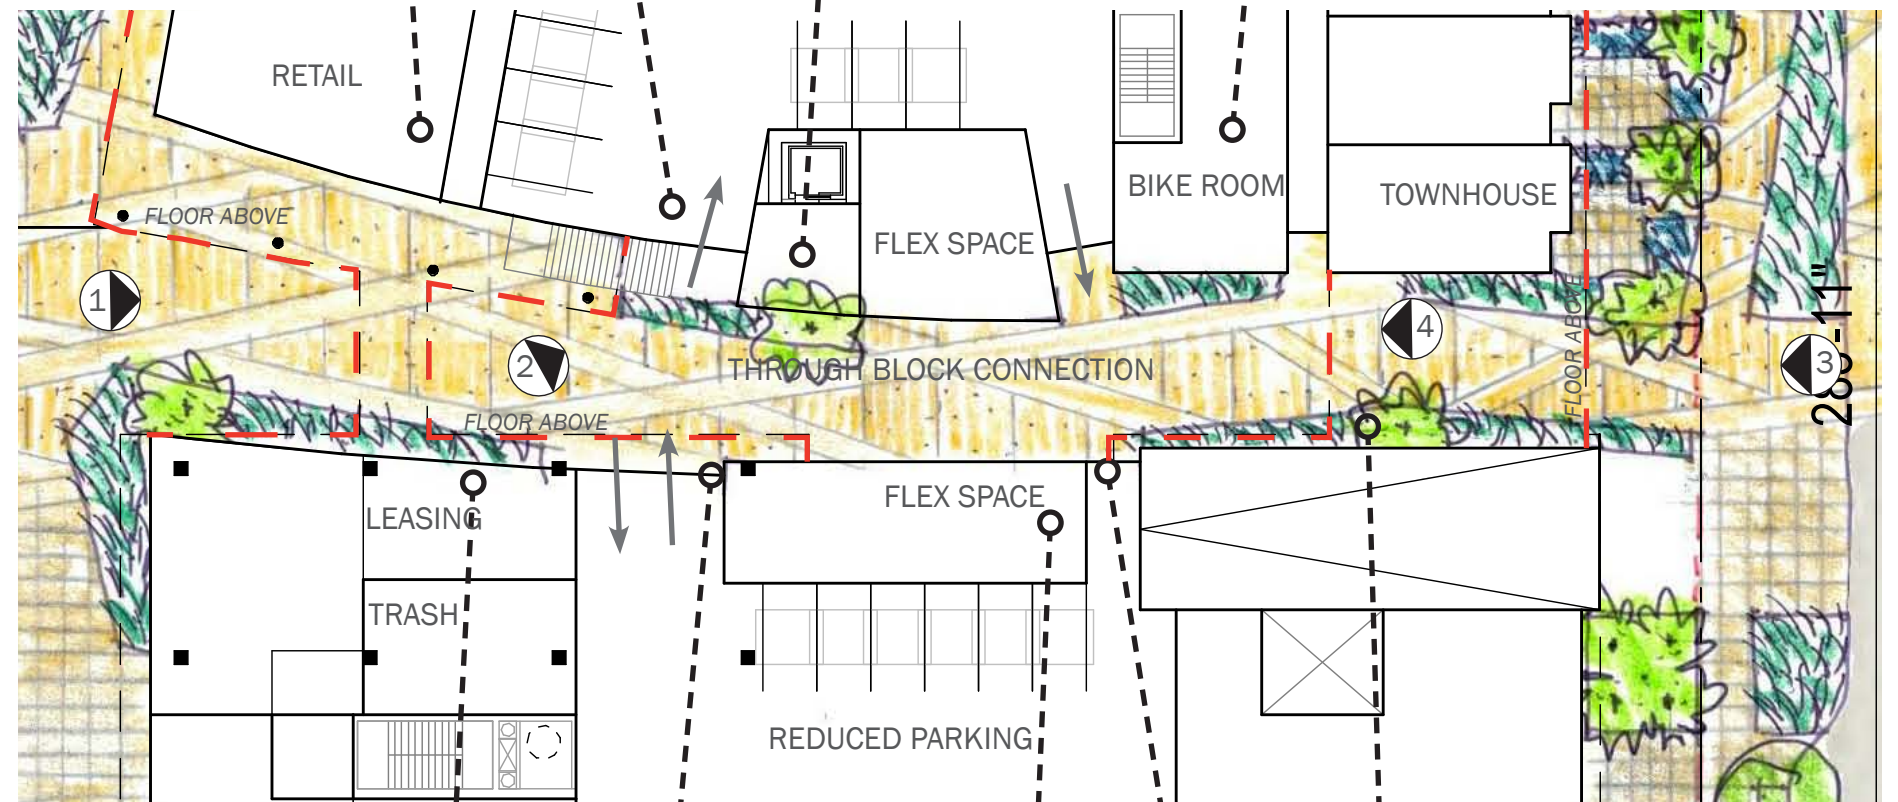 RETAIL
BIKE ROOM
TOWNHOUSE
FLOOR ABOVE
FLEX SPACE
1
2
THROUGH BLOCK CONNECTION
4
FLOOR ABOVE
3
FLOOR ABOVE
FLEX SPACE
LEASING
TRASH
REDUCED PARKING